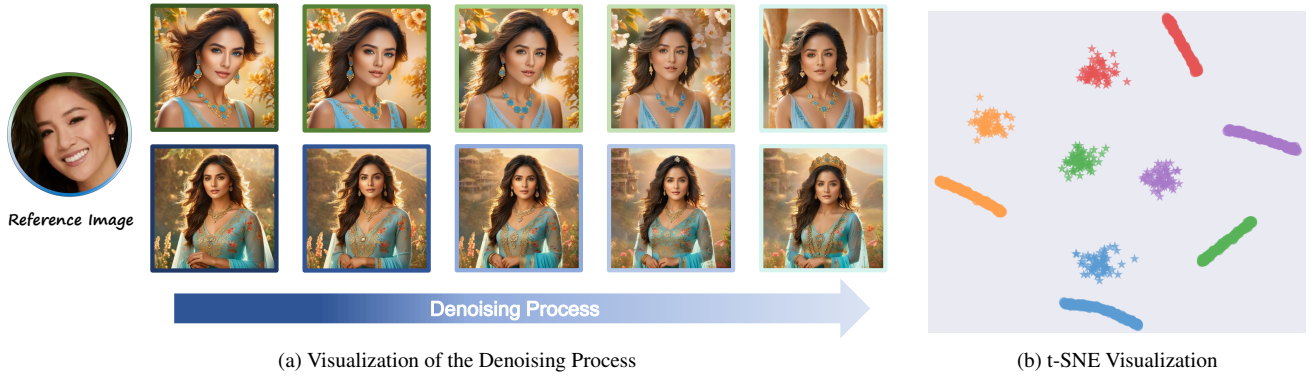 Reference Image
Denoising Process
(a) Visualization of the Denoising Process
(b) t-SNE Visualization